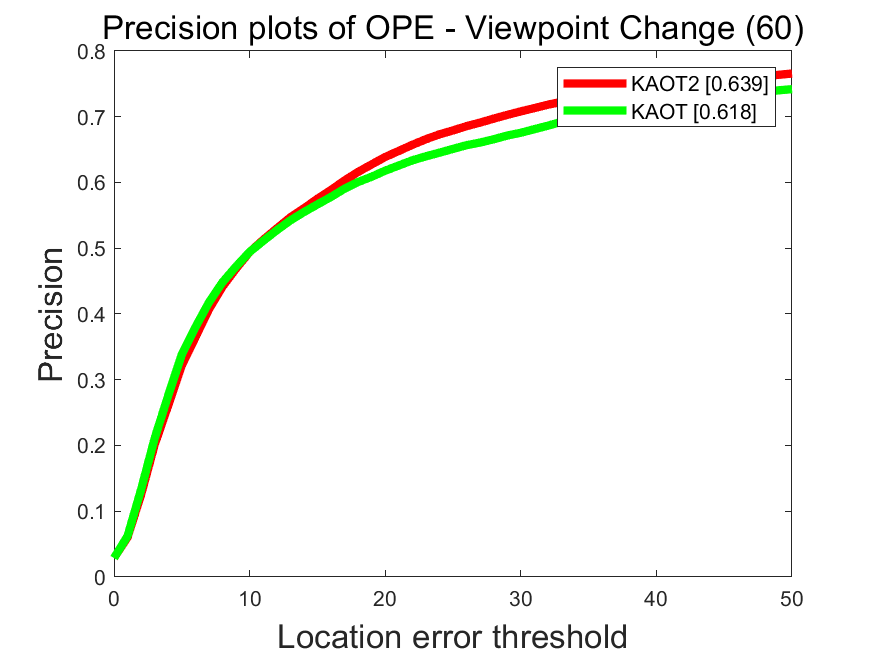 Precision plots of OPE - Viewpoint Change (60)
0.8
0.7
0.6
0.5
0.4
0.3
0.2
0.1
0
Precision
KAOT2 [0.639]
KAOT [0.618]
0 10 20 30 40 50
Location error threshold